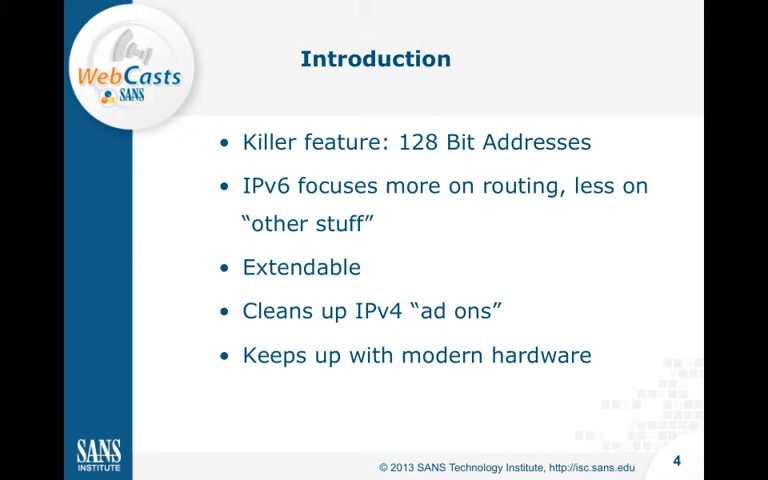 WebCasts
SANS
Introduction
• Killer feature: 128 Bit Addresses
• IPv6 focuses more on routing, less on
“other stuff”
• Extendable
• Cleans up IPv4 “ad ons”
• Keeps up with modern hardware
SANS
INSTITUTE
© 2013 SANS Technology Institute, http://isc.sans.edu
4